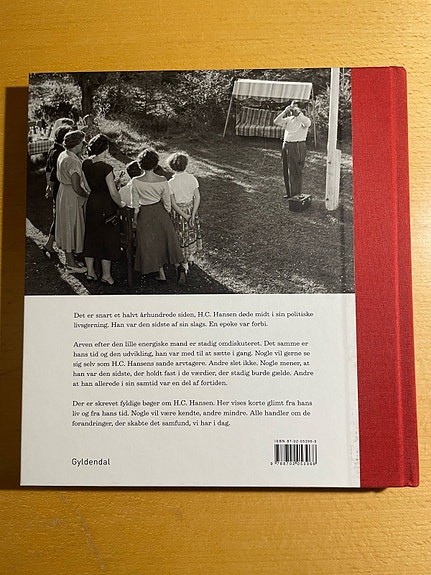 Det er snart et halvt århundrede siden, H.C. Hansen døde midt i sin politiske
livsgerning. Han var den sidste af sin slags. En epoke var forbi.
Arven efter den lille energiske mand er stadig omdiskuteret. Det samme er
hans tid og den udvikling, han var med til at sætte i gang. Nogle vil gerne se
sig selv som H.C. Hansens sande arvtagere. Andre slet ikke. Nogle mener, at
han var den sidste, der holdt fast i de værdier, der stadig burde gælde. Andre
at han allerede i sin samtid var en del af fortiden.
Der er skrevet fyldige bøger om H.C. Hansen. Her vises korte glimt fra hans
liv og fra hans tid. Nogle vil være kendte, andre mindre. Alle handler om de
forandringer, der skabte det samfund, vi har i dag.
Gyldendal